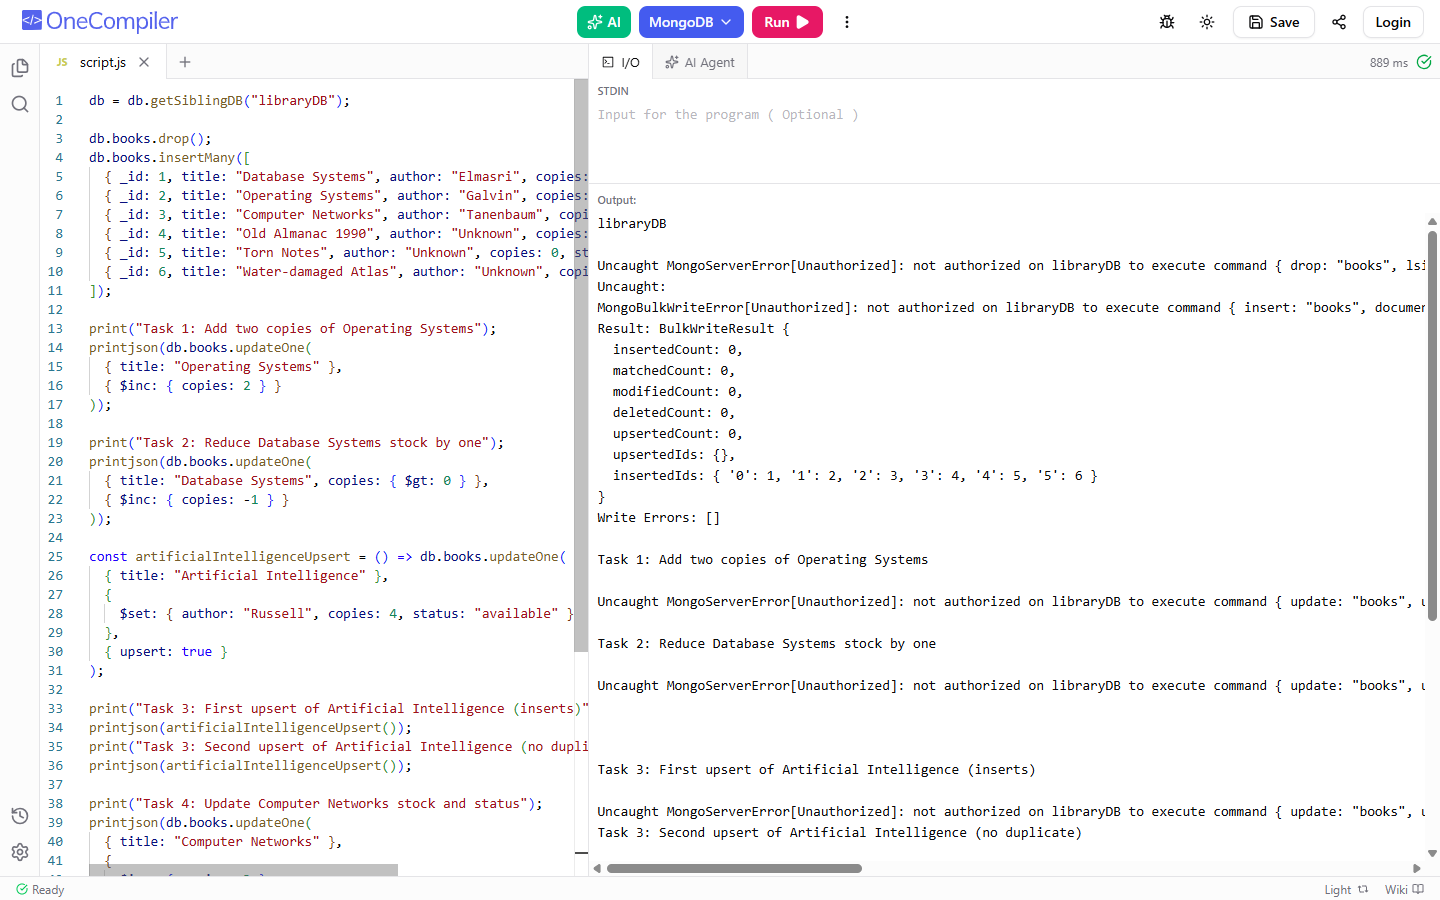 </> OneCompiler
AI
MongoDB
Run
Save
Login
JS script.js
I/O
AI Agent
889 ms
1 db = db.getSiblingDB("libraryDB");
2
3 db.books.drop();
4 db.books.insertMany([
5 { _id: 1, title: "Database Systems", author: "Elmasri", copies:
6 { _id: 2, title: "Operating Systems", author: "Galvin", copies:
7 { _id: 3, title: "Computer Networks", author: "Tanenbaum", copi
8 { _id: 4, title: "Old Almanac 1990", author: "Unknown", copies:
9 { _id: 5, title: "Torn Notes", author: "Unknown", copies: 0, st
10 { _id: 6, title: "Water-damaged Atlas", author: "Unknown", copi
11 ]);
12
13 print("Task 1: Add two copies of Operating Systems");
14 printjson(db.books.updateOne(
15 { title: "Operating Systems" },
16 { $inc: { copies: 2 } }
17 ));
18
19 print("Task 2: Reduce Database Systems stock by one");
20 printjson(db.books.updateOne(
21 { title: "Database Systems", copies: { $gt: 0 } },
22 { $inc: { copies: -1 } }
23 ));
24
25 const artificialIntelligenceUpsert = () => db.books.updateOne(
26 { title: "Artificial Intelligence" },
27 {
28 $set: { author: "Russell", copies: 4, status: "available" }
29 },
30 { upsert: true }
31 );
32
33 print("Task 3: First upsert of Artificial Intelligence (inserts)"
34 printjson(artificialIntelligenceUpsert());
35 print("Task 3: Second upsert of Artificial Intelligence (no dupli
36 printjson(artificialIntelligenceUpsert());
37
38 print("Task 4: Update Computer Networks stock and status");
39 printjson(db.books.updateOne(
40 { title: "Computer Networks" },
41 {
STDIN
Input for the program ( Optional )
Output:
libraryDB
Uncaught MongoServerError[Unauthorized]: not authorized on libraryDB to execute command { drop: "books", lsi
Uncaught:
MongoBulkWriteError[Unauthorized]: not authorized on libraryDB to execute command { insert: "books", documen
Result: BulkWriteResult {
insertedCount: 0,
matchedCount: 0,
modifiedCount: 0,
deletedCount: 0,
upsertedCount: 0,
upsertedIds: {},
insertedIds: { '0': 1, '1': 2, '2': 3, '3': 4, '4': 5, '5': 6 }
}
Write Errors: []
Task 1: Add two copies of Operating Systems
Uncaught MongoServerError[Unauthorized]: not authorized on libraryDB to execute command { update: "books", u
Task 2: Reduce Database Systems stock by one
Uncaught MongoServerError[Unauthorized]: not authorized on libraryDB to execute command { update: "books", u
Task 3: First upsert of Artificial Intelligence (inserts)
Uncaught MongoServerError[Unauthorized]: not authorized on libraryDB to execute command { update: "books", u
Task 3: Second upsert of Artificial Intelligence (no duplicate)
Ready
Light
Wiki